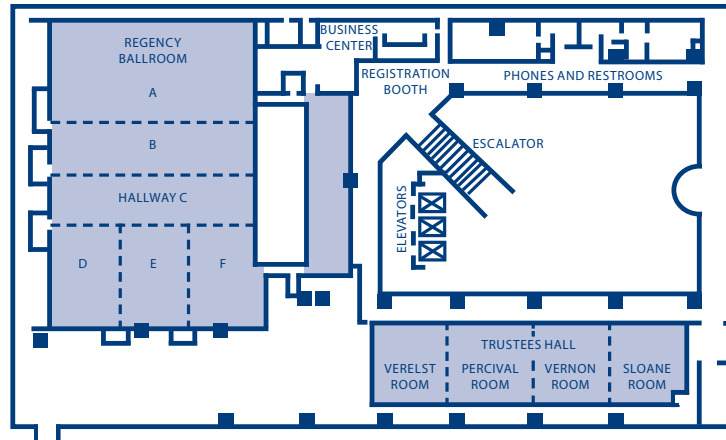 REGENCY
BALLROOM
A
B
HALLWAY C
D
E
F
BUSINESS
CENTER
REGISTRATION
BOOTH
PHONES AND RESTROOMS
ESCALATOR
ELEVATORS
TRUSTEES HALL
VERELST
ROOM
PERCIVAL
ROOM
VERNON
ROOM
SLOANE
ROOM